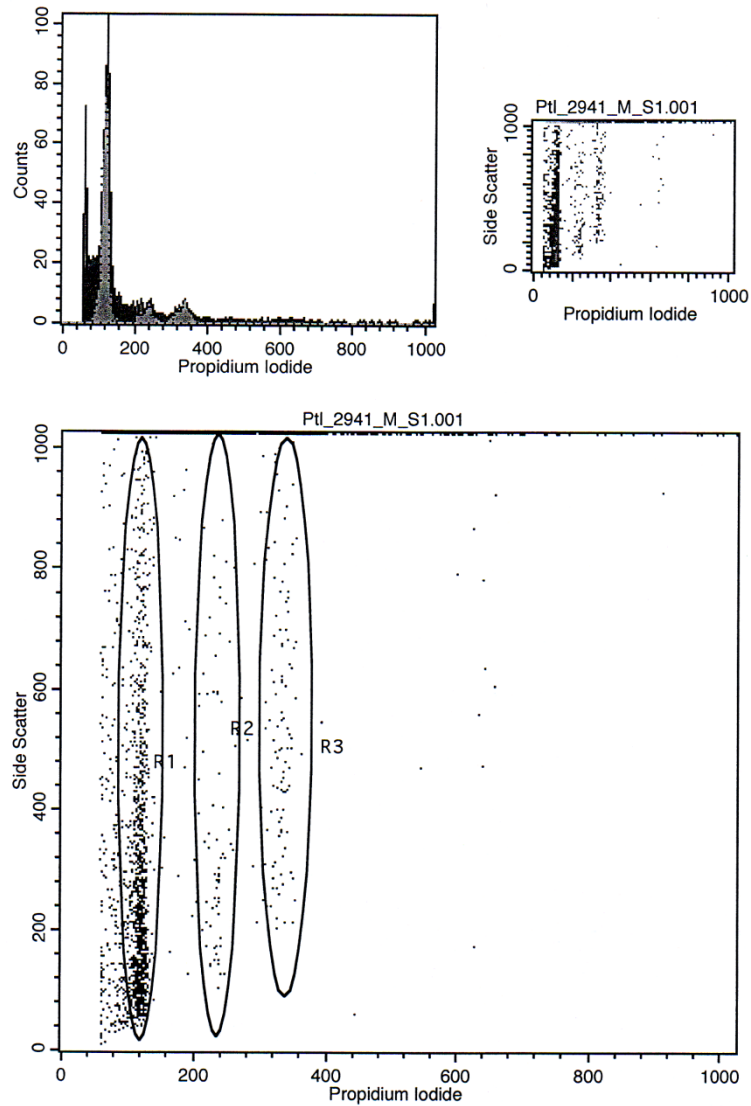 100
80
60
40
20
0
Counts
0 200 400 600 800 1000
Propidium Iodide
PtI_2941_M_S1.001
1000
0
Side Scatter
0 1000
Propidium Iodide
PtI_2941_M_S1.001
1000
800
600
400
200
0
Side Scatter
R1
R2
R3
0 200 400 600 800 1000
Propidium Iodide